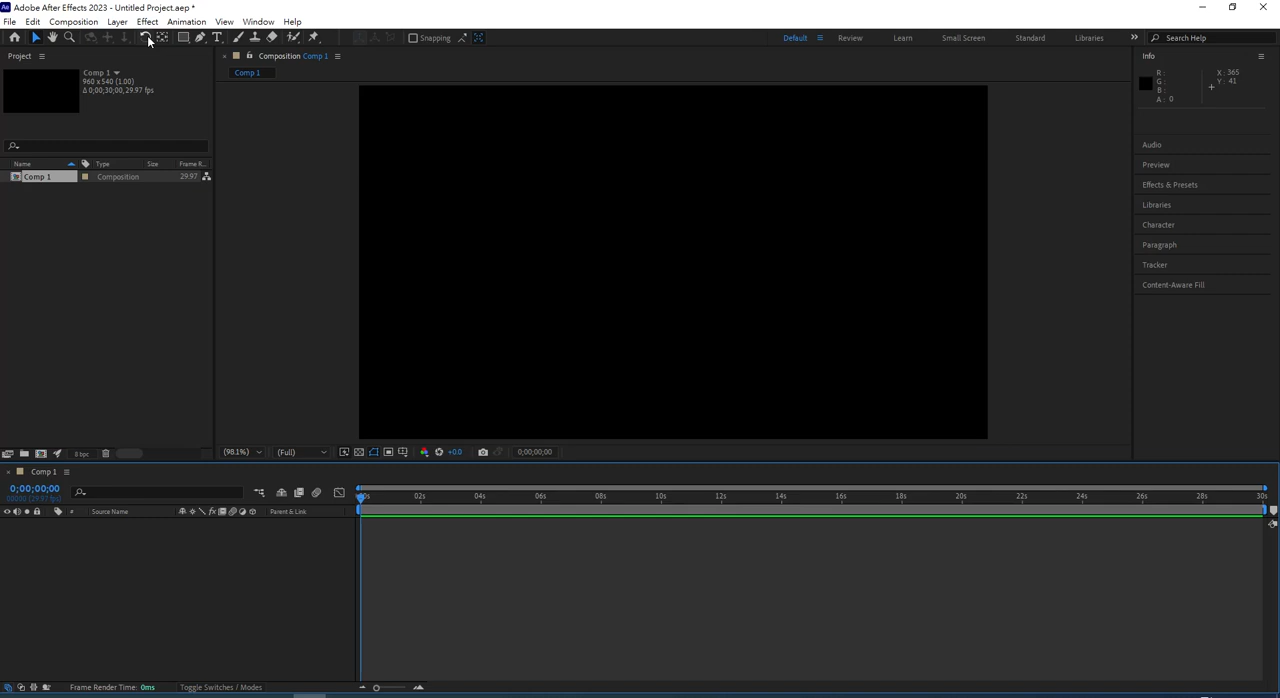 Ae Adobe After Effects 2023 - Untitled Project.aep *
File Edit Composition Layer Effect Animation View Window Help
Snapping Default Review Learn Small Screen Standard Libraries Search Help
Project
Comp 1
960 x 540 (1.00)
Δ 0;00;30;00, 29.97 fps
Name Type Size Frame R...
Comp 1 Composition 29.97
8 bpc
Composition Comp 1
Comp 1
(98.1%) (Full) +0.0 0;00;00;00
Info
R : X : 365
G : Y : 41
B :
A : 0
Audio
Preview
Effects & Presets
Libraries
Character
Paragraph
Tracker
Content-Aware Fill
Comp 1
0;00;00;00
00000 (29.97 fps)
02s 04s 06s 08s 10s 12s 14s 16s 18s 20s 22s 24s 26s 28s 30s
# Source Name fx Parent & Link
Frame Render Time: 0ms Toggle Switches / Modes